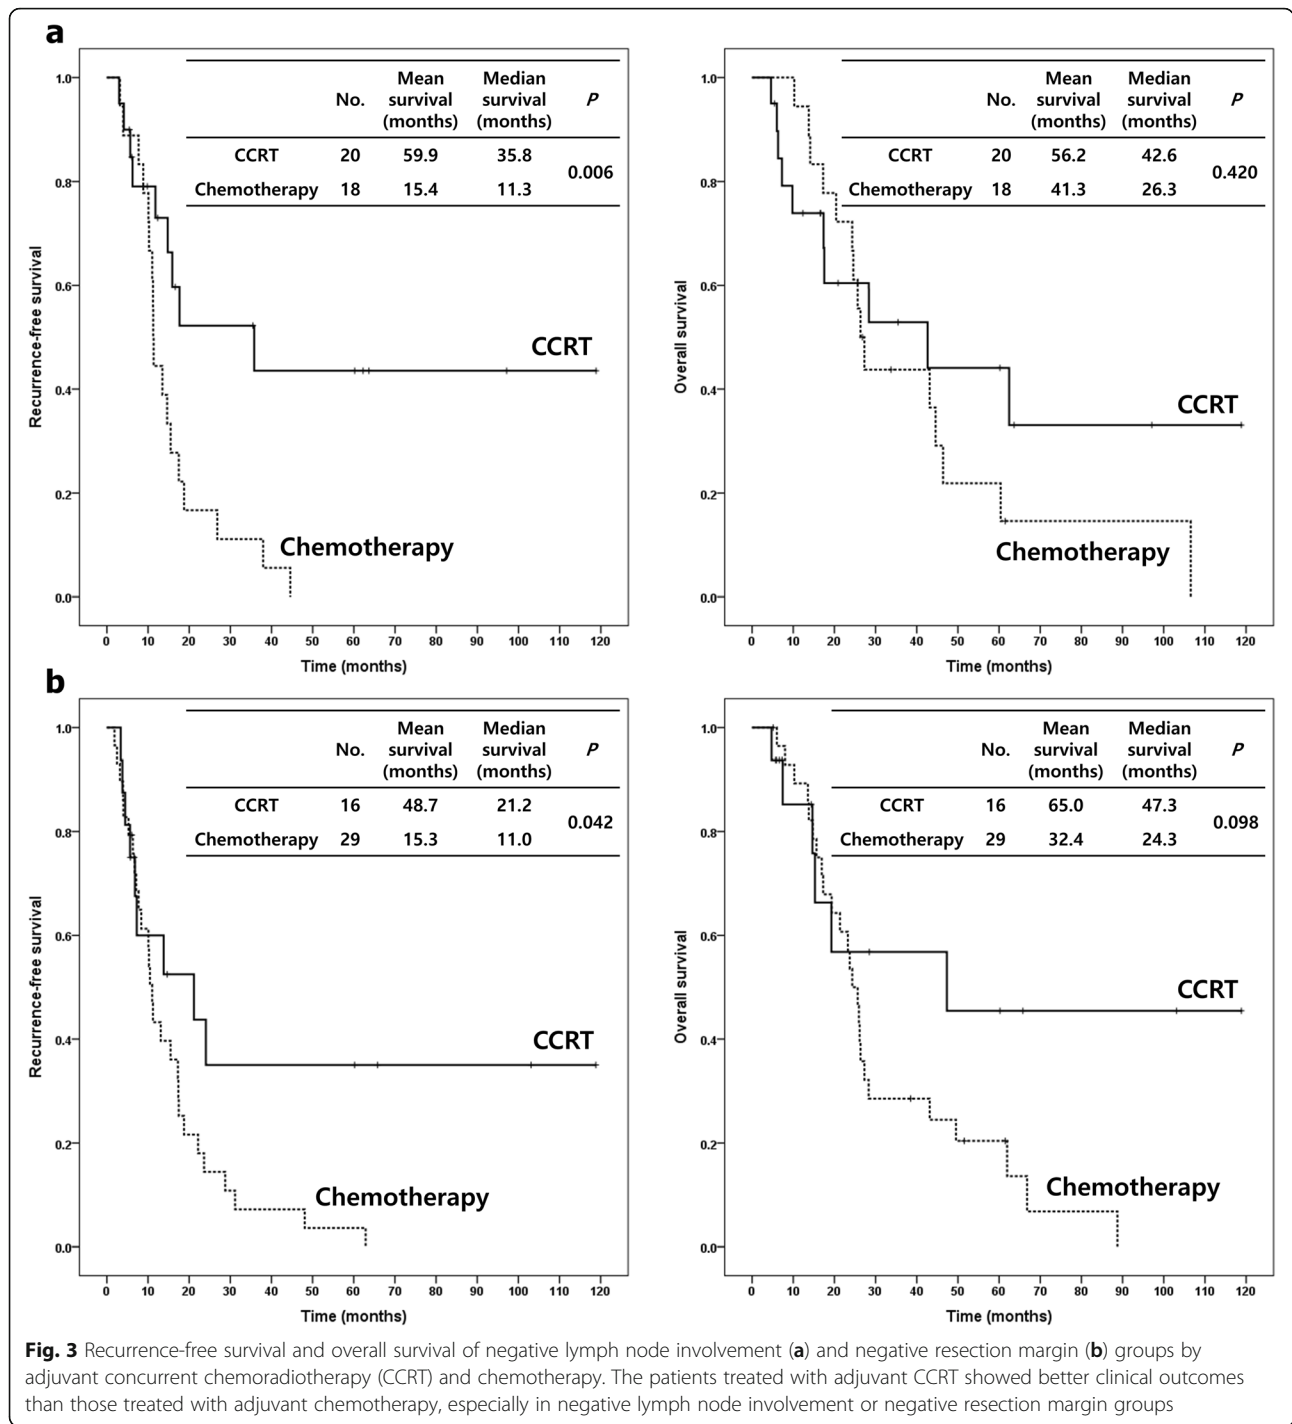 a
Recurrence-free survival
1.0
0.8
0.6
0.4
0.2
0.0
No. Mean survival (months) Median survival (months) P
CCRT 20 59.9 35.8 0.006
Chemotherapy 18 15.4 11.3
CCRT
Chemotherapy
0 10 20 30 40 50 60 70 80 90 100 110 120
Time (months)
Overall survival
1.0
0.8
0.6
0.4
0.2
0.0
No. Mean survival (months) Median survival (months) P
CCRT 20 56.2 42.6 0.420
Chemotherapy 18 41.3 26.3
CCRT
Chemotherapy
0 10 20 30 40 50 60 70 80 90 100 110 120
Time (months)
b
Recurrence-free survival
1.0
0.8
0.6
0.4
0.2
0.0
No. Mean survival (months) Median survival (months) P
CCRT 16 48.7 21.2 0.042
Chemotherapy 29 15.3 11.0
CCRT
Chemotherapy
0 10 20 30 40 50 60 70 80 90 100 110 120
Time (months)
Overall survival
1.0
0.8
0.6
0.4
0.2
0.0
No. Mean survival (months) Median survival (months) P
CCRT 16 65.0 47.3 0.098
Chemotherapy 29 32.4 24.3
CCRT
Chemotherapy
0 10 20 30 40 50 60 70 80 90 100 110 120
Time (months)
Fig. 3 Recurrence-free survival and overall survival of negative lymph node involvement (a) and negative resection margin (b) groups by
adjuvant concurrent chemoradiotherapy (CCRT) and chemotherapy. The patients treated with adjuvant CCRT showed better clinical outcomes
than those treated with adjuvant chemotherapy, especially in negative lymph node involvement or negative resection margin groups